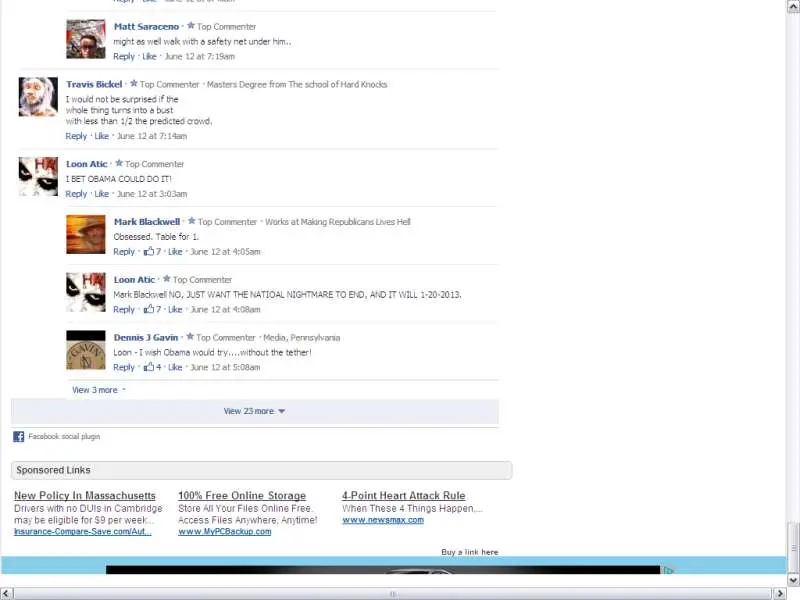 Matt Saraceno · Top Commenter
might as well walk with a safety net under him..
Reply · Like · June 12 at 7:19am
Travis Bickel · Top Commenter · Masters Degree from The school of Hard Knocks
I would not be surprised if the
whole thing turns into a bust
with less than 1/2 the predicted crowd.
Reply · Like · June 12 at 7:14am
Loon Atic · Top Commenter
I BET OBAMA COULD DO IT!
Reply · Like · June 12 at 3:03am
Mark Blackwell · Top Commenter · Works at Making Republicans Lives Hell
Obsessed. Table for 1.
Reply · 7 · Like · June 12 at 4:05am
Loon Atic · Top Commenter
Mark Blackwell NO, JUST WANT THE NATIOAL NIGHTMARE TO END, AND IT WILL 1-20-2013.
Reply · 7 · Like · June 12 at 4:08am
Dennis J Gavin · Top Commenter · Media, Pennsylvania
Loon - I wish Obama would try....without the tether!
Reply · 4 · Like · June 12 at 5:08am
View 3 more
View 23 more
Facebook social plugin
Sponsored Links
New Policy In Massachusetts
Drivers with no DUIs in Cambridge
may be eligible for $9 per week...
Insurance-Compare-Save.com/Aut...
100% Free Online Storage
Store All Your Files Online Free.
Access Files Anywhere, Anytime!
www.MyPCBackup.com
4-Point Heart Attack Rule
When These 4 Things Happen,...
www.newsmax.com
Buy a link here